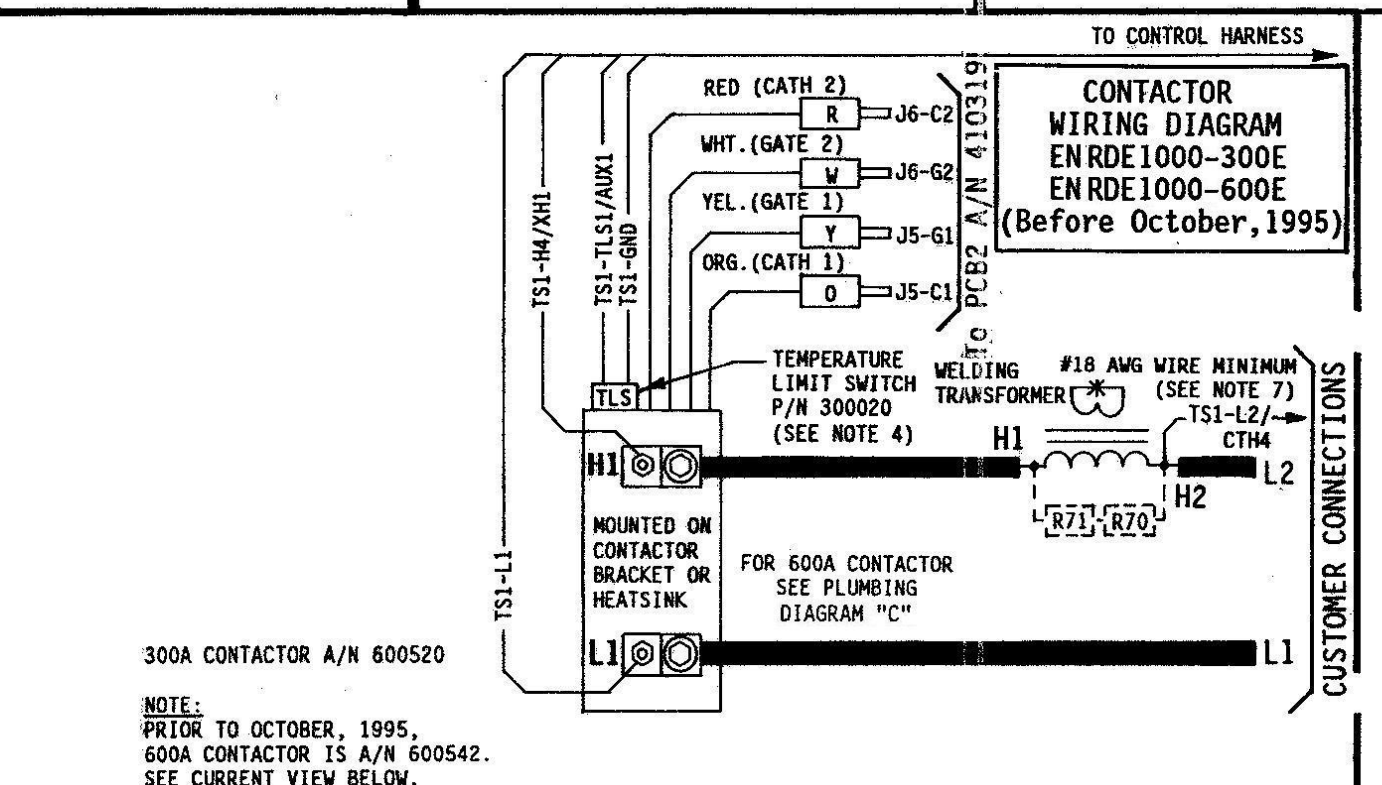 TO CONTROL HARNESS
CONTACTOR
WIRING DIAGRAM
ENRDE1000-300E
ENRDE1000-600E
(Before October,1995)
RED (CATH 2)
R
J6-C2
WHT.(GATE 2)
W
J6-G2
YEL.(GATE 1)
Y
J5-G1
ORG.(CATH 1)
O
J5-C1
To PCB2 A/N 410319
TS1-H4/XH1
TS1-TLS1/AUX1
TS1-GND
TS1-L1
TLS
TEMPERATURE
LIMIT SWITCH
P/N 300020
(SEE NOTE 4)
WELDING
TRANSFORMER
#18 AWG WIRE MINIMUM
(SEE NOTE 7)
TS1-L2/
CTH4
H1
H1
L2
H2
R71
R70
CUSTOMER CONNECTIONS
MOUNTED ON
CONTACTOR
BRACKET OR
HEATSINK
FOR 600A CONTACTOR
SEE PLUMBING
DIAGRAM "C"
L1
L1
300A CONTACTOR A/N 600520
NOTE:
PRIOR TO OCTOBER, 1995,
600A CONTACTOR IS A/N 600542.
SEE CURRENT VIEW BELOW.